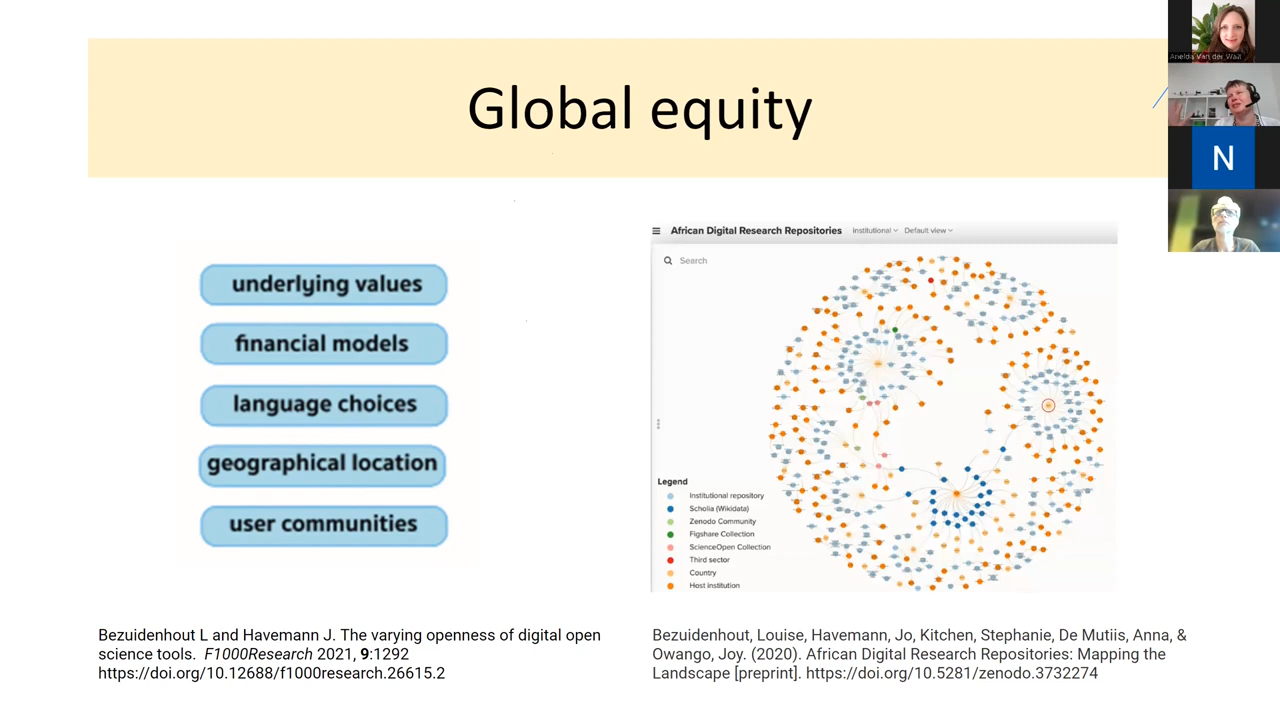 Global equity
Anelda Van der Walt
N
underlying values
financial models
language choices
geographical location
user communities
African Digital Research Repositories
Institutional
Default view
Search
Legend
Institutional repository
Scholia (Wikidata)
Zenodo Community
Figshare Collection
ScienceOpen Collection
Third sector
Country
Host institution
Bezuidenhout L and Havemann J. The varying openness of digital open
science tools. F1000Research 2021, 9:1292
https://doi.org/10.12688/f1000research.26615.2
Bezuidenhout, Louise, Havemann, Jo, Kitchen, Stephanie, De Mutiis, Anna, &
Owango, Joy. (2020). African Digital Research Repositories: Mapping the
Landscape [preprint]. https://doi.org/10.5281/zenodo.3732274